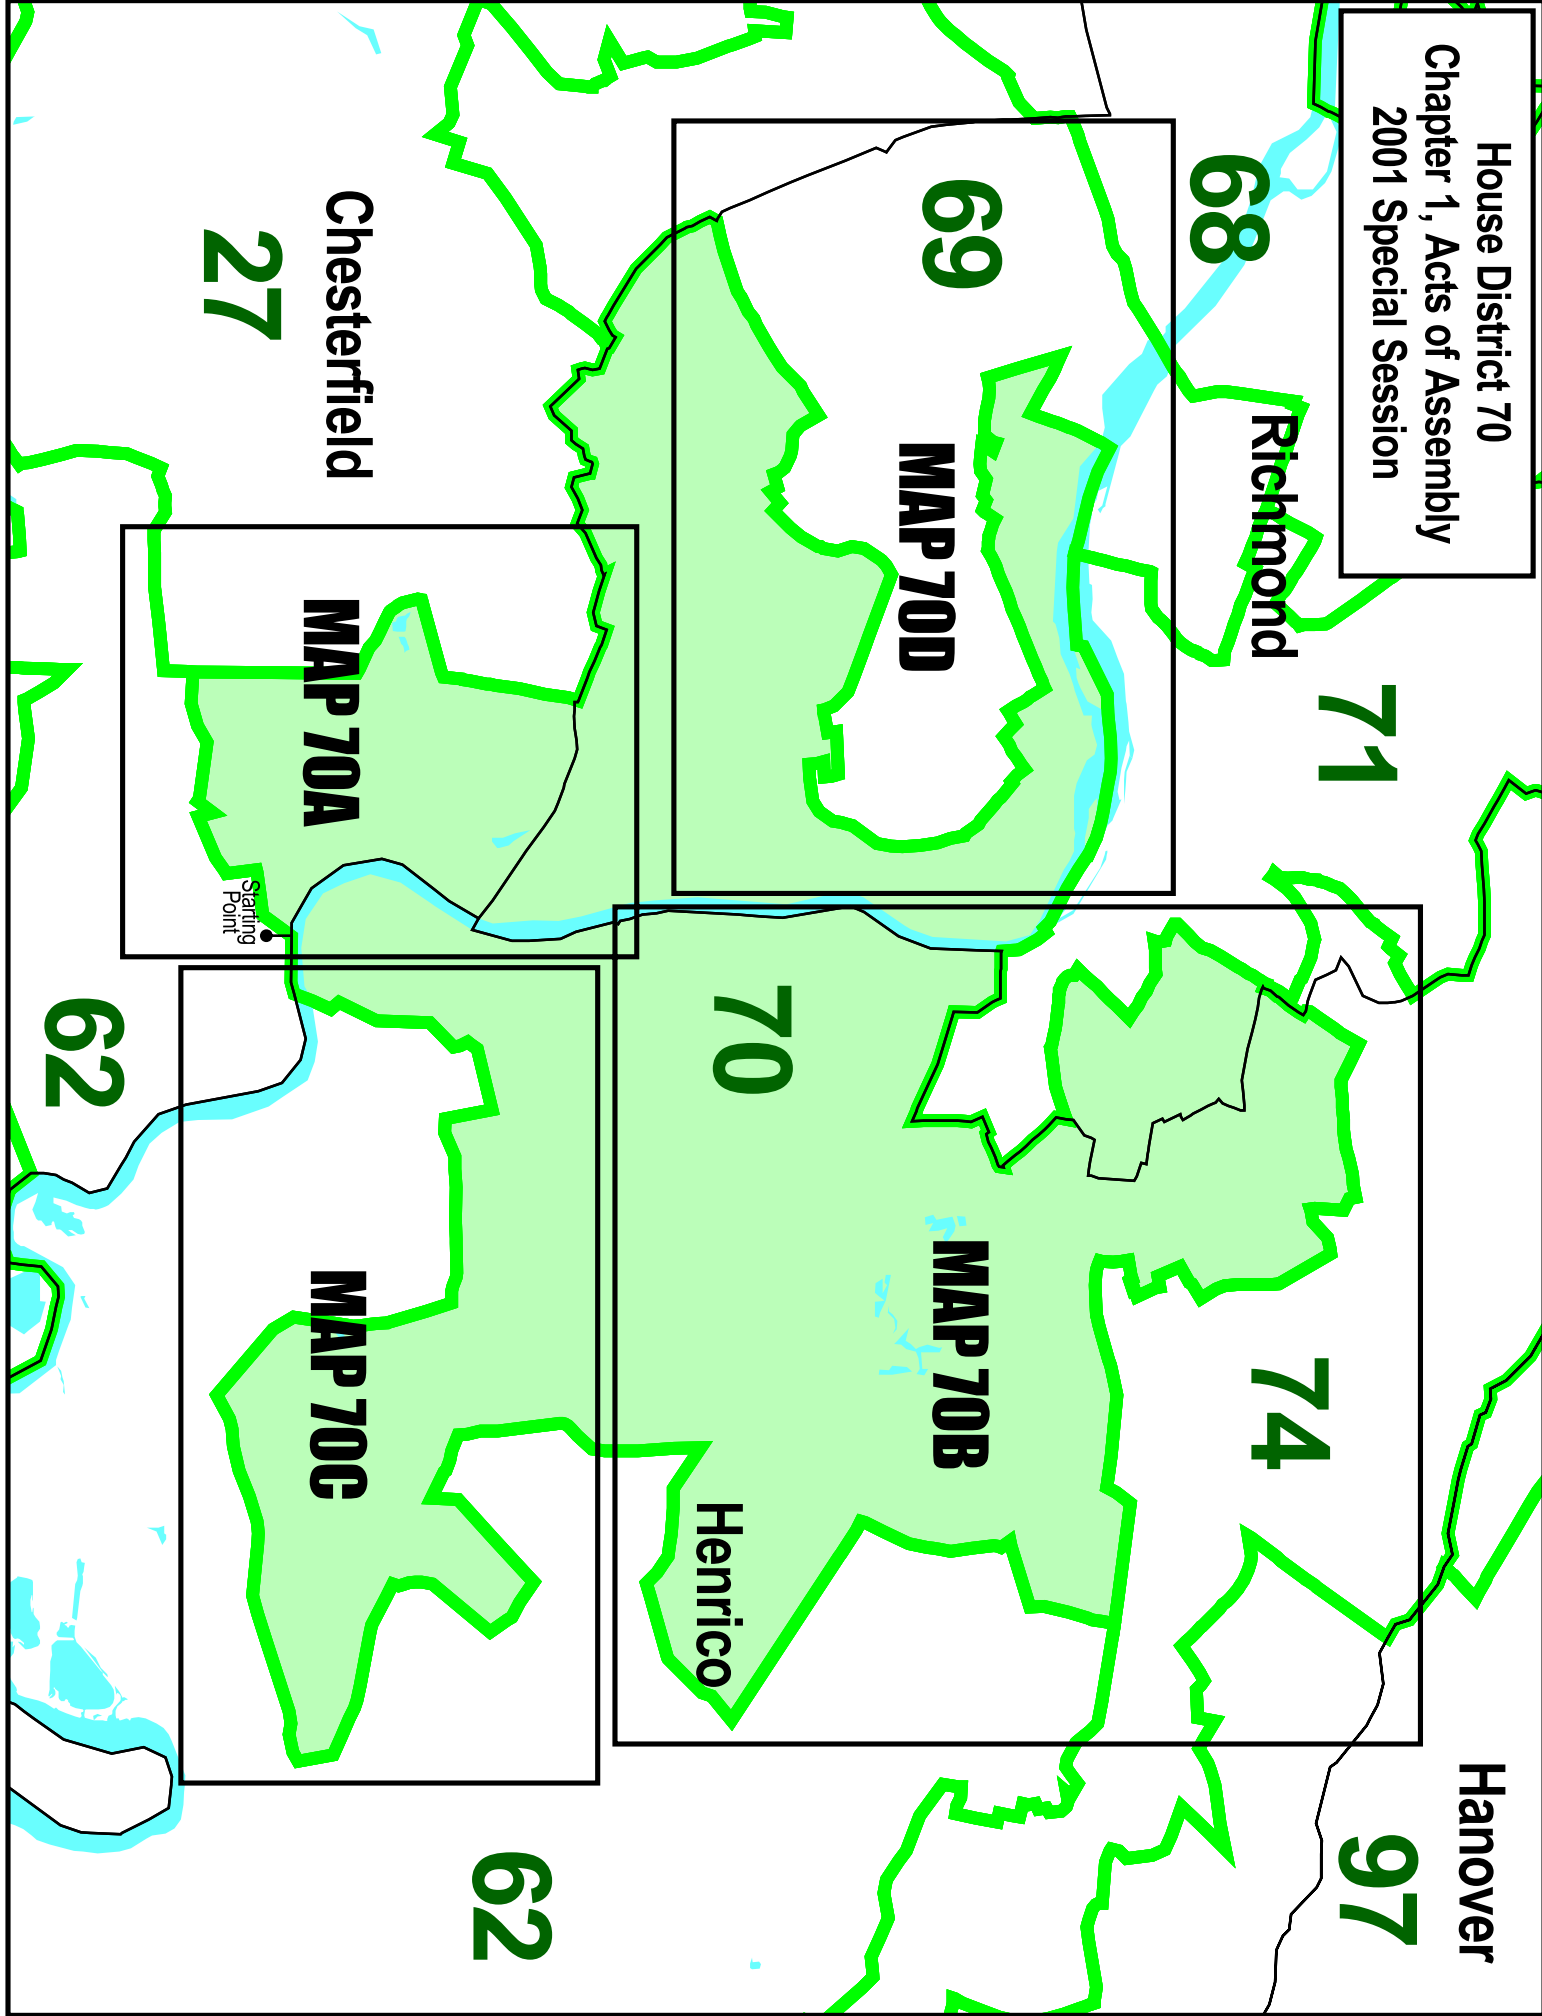 House District 70
Chapter 1, Acts of Assembly
2001 Special Session
Hanover
97
71
74
Richmond
68
69
MAP 70D
MAP 70B
70
Henrico
62
Chesterfield
27
MAP 70A
MAP 70C
Starting
Point
62